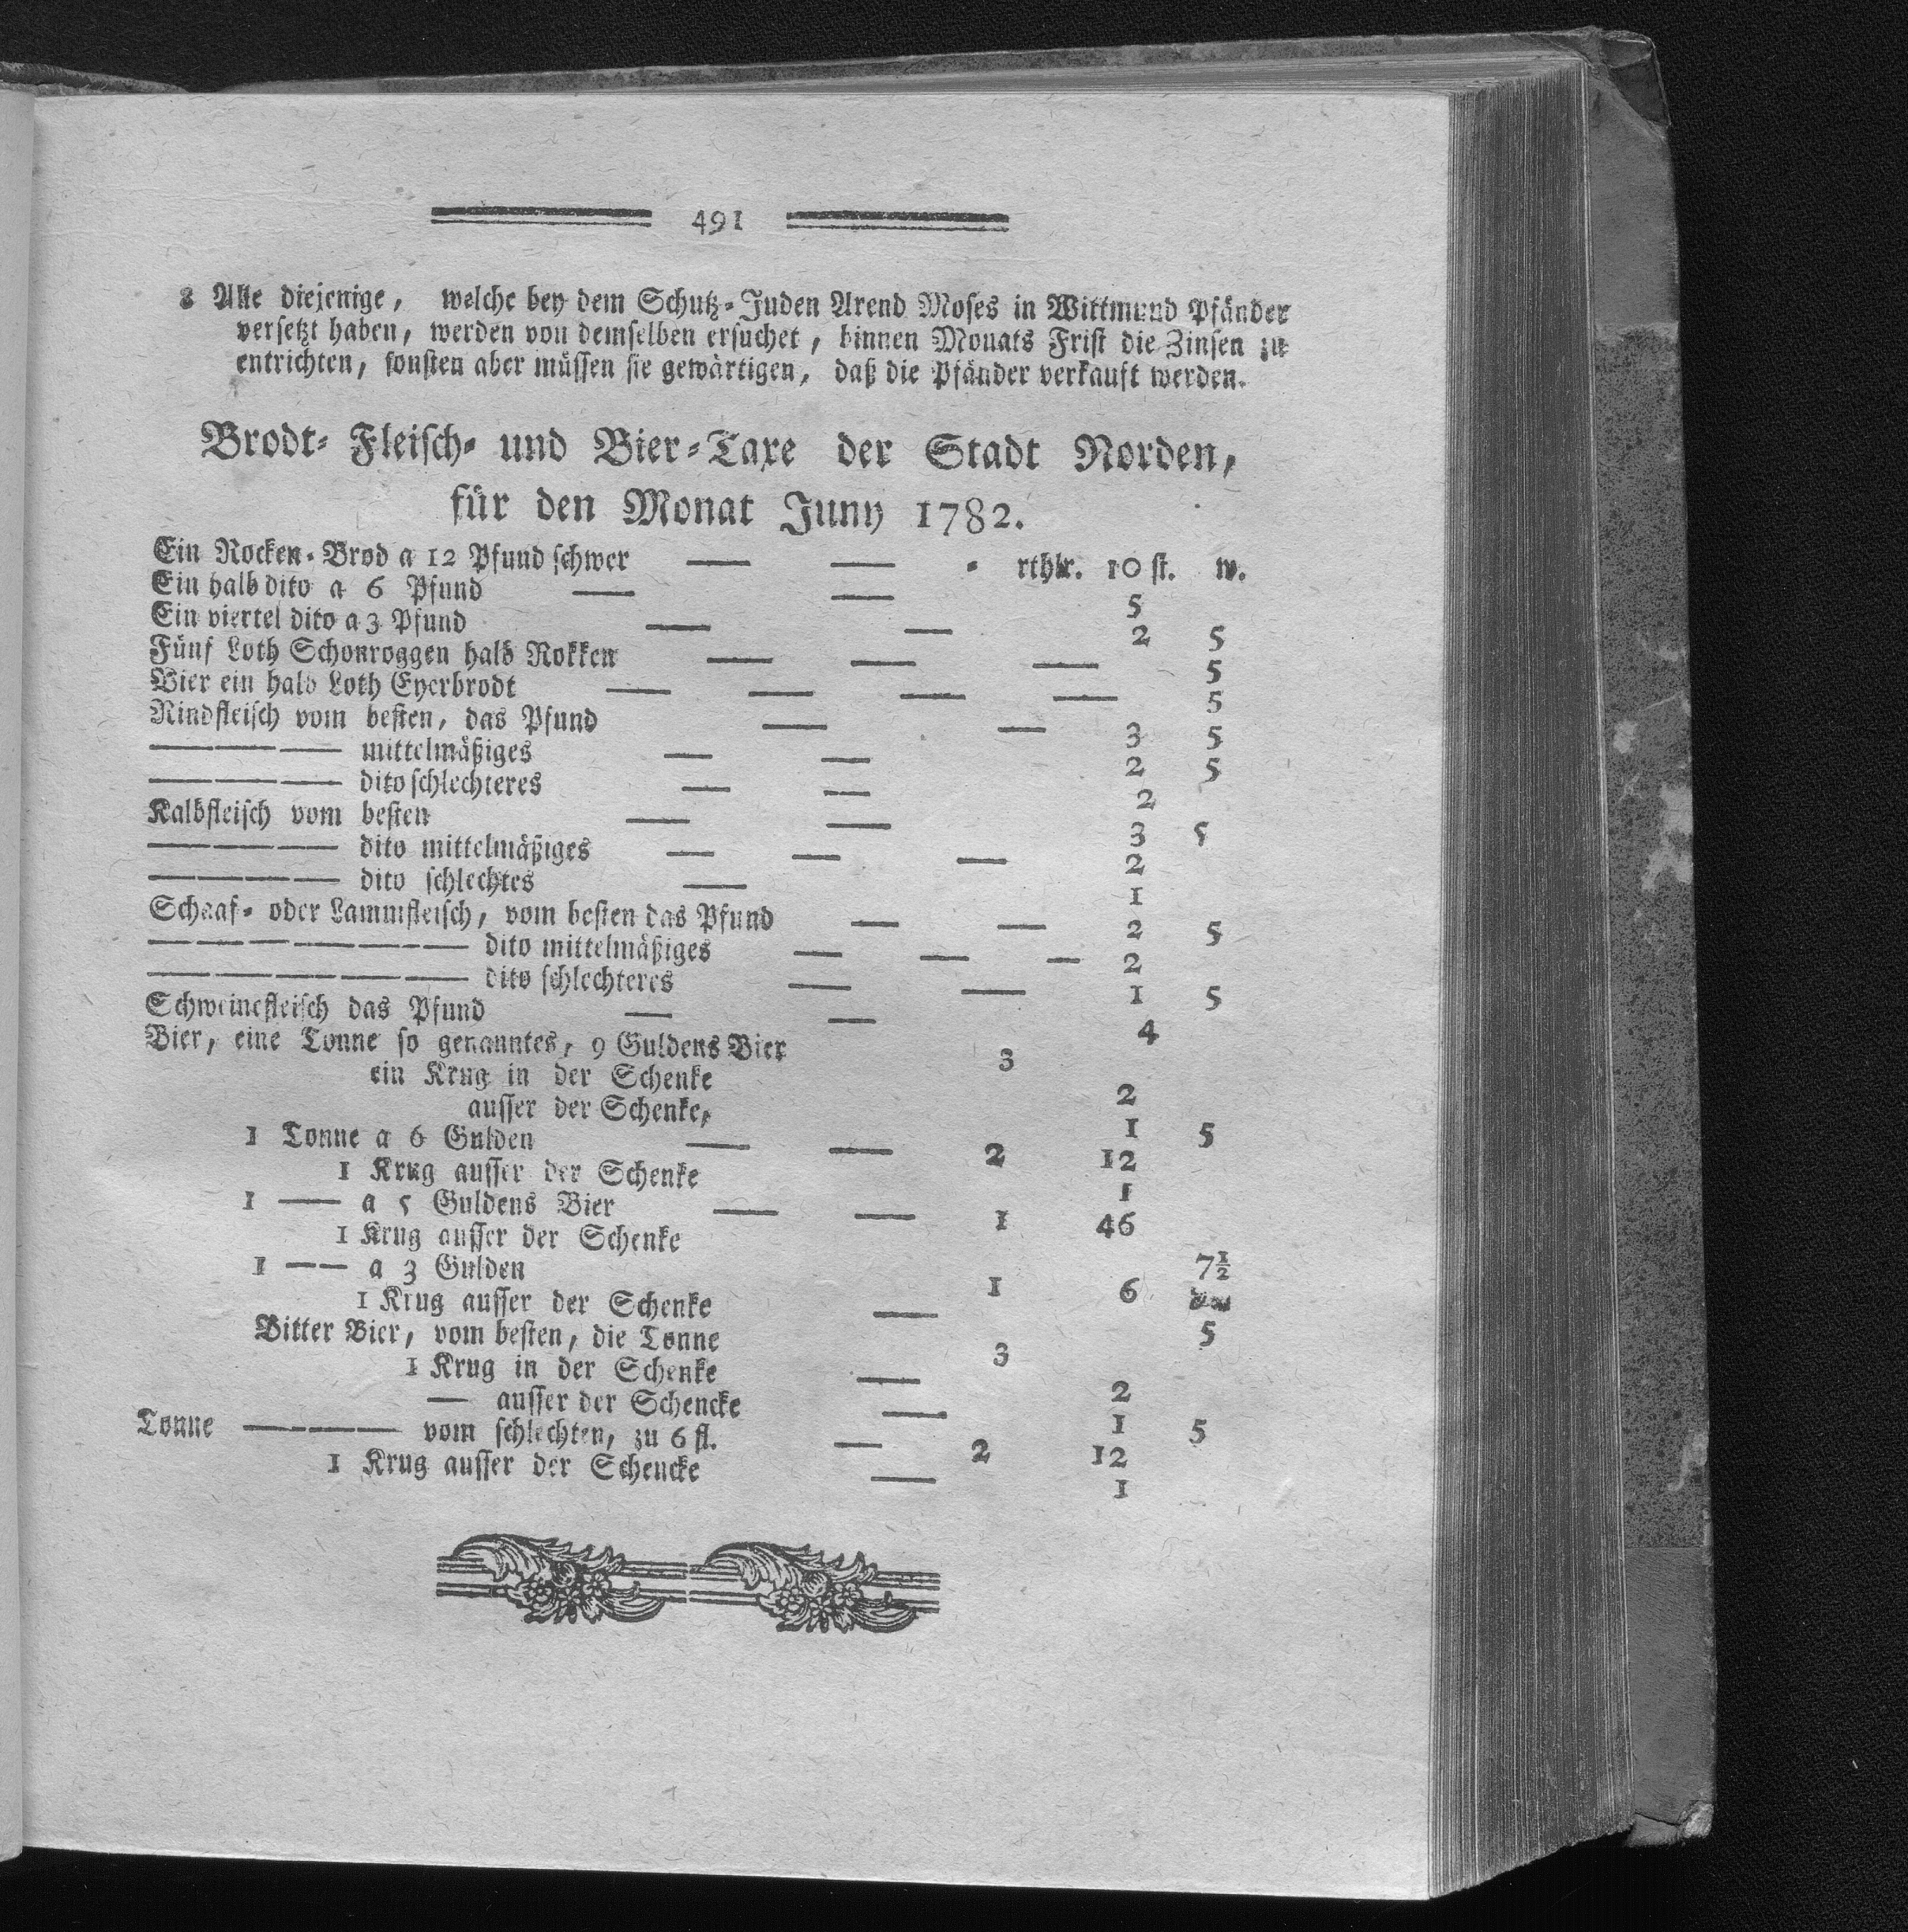 491
8 Alle diejenige, welche bey dem Schutz-Juden Arend Moses in Wittmund Pfänder
versetzt haben, werden von demselben ersuchet, binnen Monats Frist die Zinsen zu
entrichten, sonsten aber müssen sie gewärtigen, daß die Pfänder verkauft werden.
Brodt- Fleisch- und Bier-Taxe der Stadt Norden,
für den Monat Juny 1782.
Ein Rocken-Brod a 12 Pfund schwer — — - rthlr. 10 st. w.
Ein halb dito a 6 Pfund — — 5
Ein viertel dito a 3 Pfund — — 2 5
Fünf Loth Schonroggen halb Rokken — — — 5
Vier ein halb Loth Eyerbrodt — — — — 5
Rindfleisch vom besten, das Pfund — — 3 5
——— mittelmäßiges — — 2 5
——— dito schlechteres — — 2
Kalbfleisch vom besten — — 3 5
——— dito mittelmäßiges — — — 2
——— dito schlechtes — 1
Schaaf- oder Lammfleisch, vom besten das Pfund — — 2 5
—————— dito mittelmäßiges — — — 2
————— dito schlechteres — — 1 5
Schweinefleisch das Pfund — — 4
Bier, eine Tonne so genanntes, 9 Guldens Bier 3
ein Krug in der Schenke 2
ausser der Schenke, 1 5
1 Tonne a 6 Gulden — — 2 12
1 Krug ausser der Schenke 1
1 — a 5 Guldens Bier — — 1 46
1 Krug ausser der Schenke 7½
1 —— a 3 Gulden 1 6
1 Krug ausser der Schenke — 5
Bitter Bier, vom besten, die Tonne 3
1 Krug in der Schenke — 2
— ausser der Schencke — 1 5
Tonne ———— vom schlechten, zu 6 fl. — 2 12
1 Krug ausser der Schencke — 1